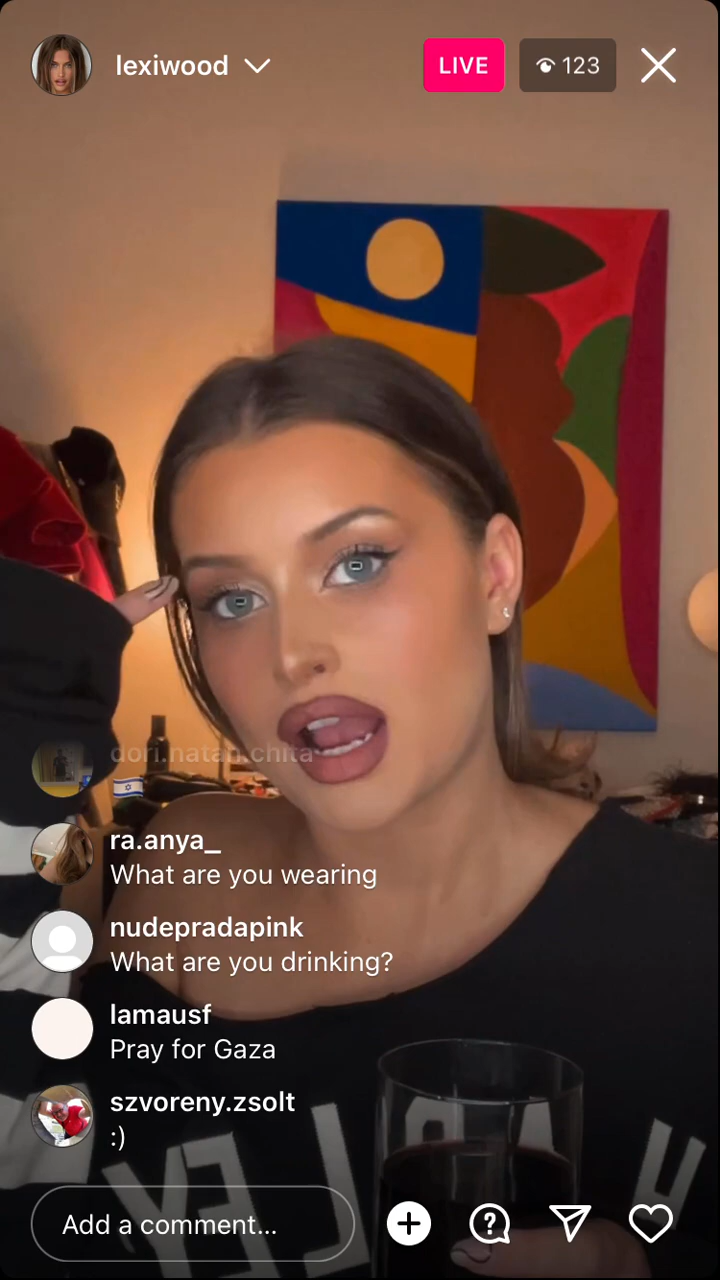 lexiwood
LIVE
123
dori.natan.chita
ra.anya_
What are you wearing
nudepradapink
What are you drinking?
lamausf
Pray for Gaza
szvoreny.zsolt
:)
Add a comment...